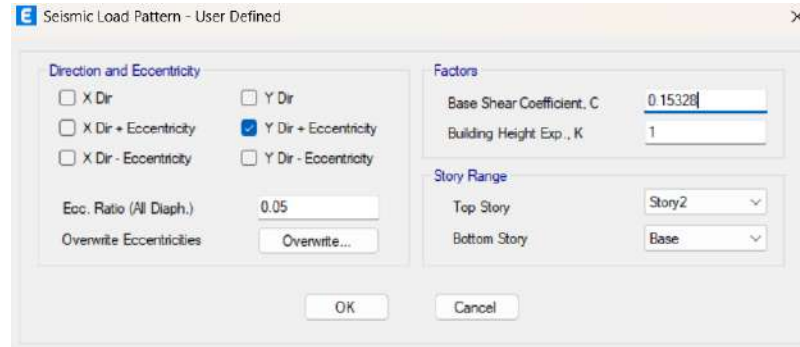 E Seismic Load Pattern - User Defined
Direction and Eccentricity
X Dir
Y Dir
X Dir + Eccentricity
Y Dir + Eccentricity
X Dir - Eccentricity
Y Dir - Eccentricity
Ecc. Ratio (All Diaph.)
0.05
Overwrite Eccentricities
Overwrite...
Factors
Base Shear Coefficient, C
0.15328
Building Height Exp., K
1
Story Range
Top Story
Story2
Bottom Story
Base
OK
Cancel